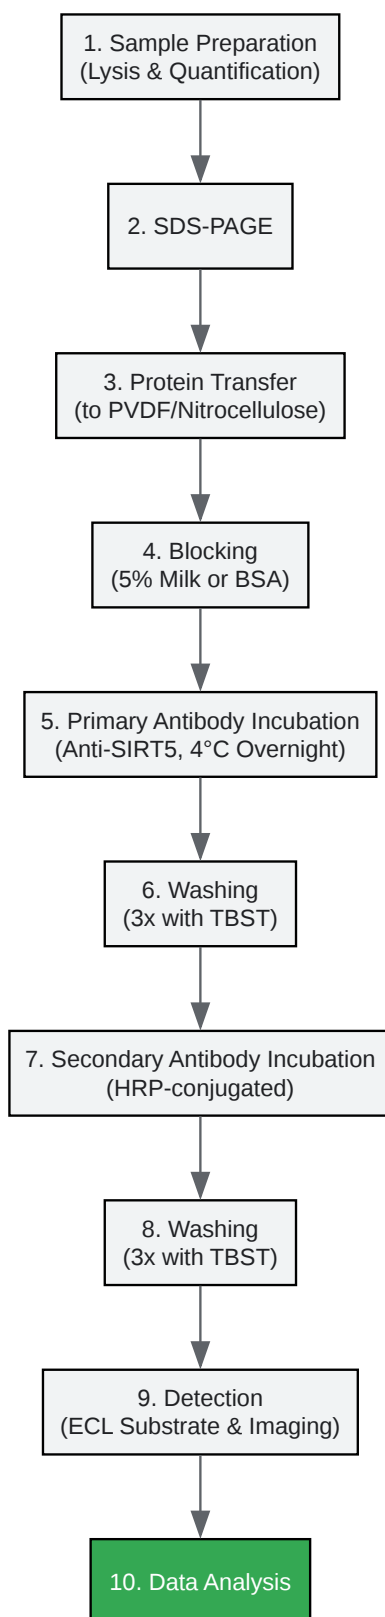 1. Sample Preparation
(Lysis & Quantification)
2. SDS-PAGE
3. Protein Transfer
(to PVDF/Nitrocellulose)
4. Blocking
(5% Milk or BSA)
5. Primary Antibody Incubation
(Anti-SIRT5, 4°C Overnight)
6. Washing
(3x with TBST)
7. Secondary Antibody Incubation
(HRP-conjugated)
8. Washing
(3x with TBST)
9. Detection
(ECL Substrate & Imaging)
10. Data Analysis